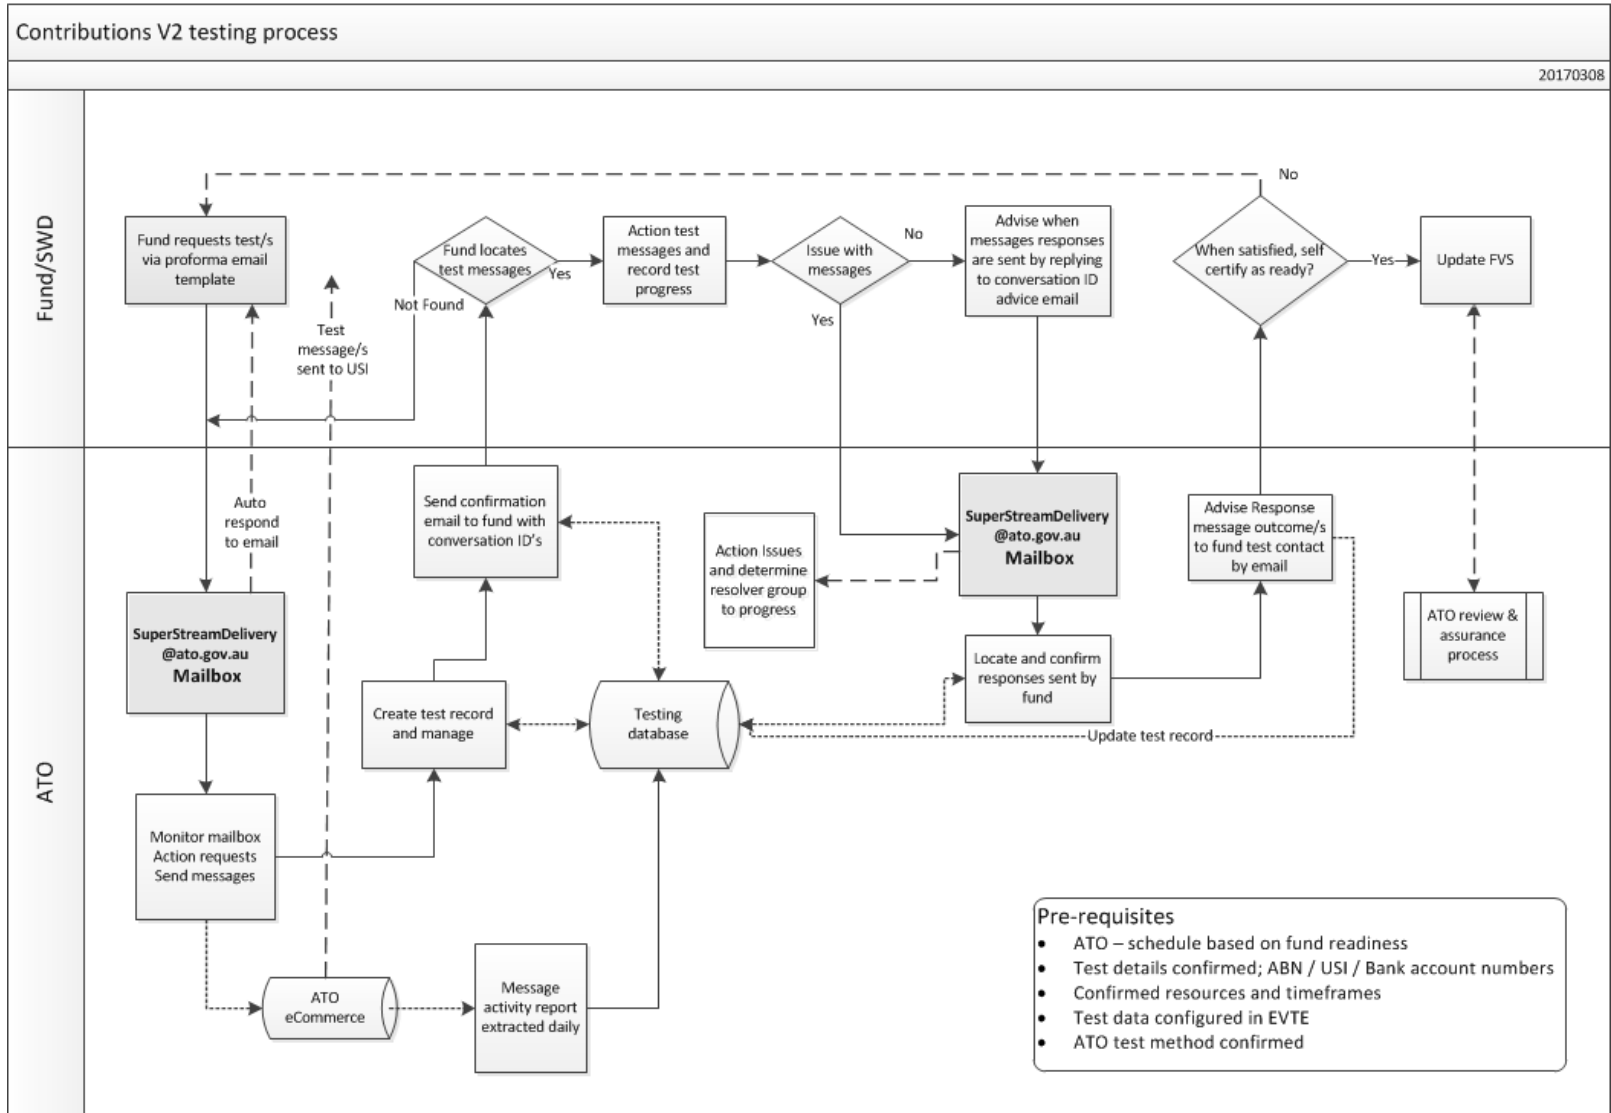 Contributions V2 testing process
20170308
Fund/SWD
No
Fund requests test/s
via proforma email
template
Fund locates
test messages
Yes
Not Found
Action test
messages and
record test
progress
Issue with
messages
No
Yes
Advise when
messages responses
are sent by replying
to conversation ID
advice email
When satisfied, self
certify as ready?
Yes
Update FVS
Test
message/s
sent to USI
ATO
Auto
respond
to email
Send confirmation
email to fund with
conversation ID's
Action Issues
and determine
resolver group
to progress
SuperStreamDelivery
@ato.gov.au
Mailbox
Advise Response
message outcome/s
to fund test contact
by email
SuperStreamDelivery
@ato.gov.au
Mailbox
ATO review &
assurance
process
Create test record
and manage
Testing
database
Locate and confirm
responses sent by
fund
Update test record
Monitor mailbox
Action requests
Send messages
ATO
eCommerce
Message
activity report
extracted daily
Pre-requisites
• ATO – schedule based on fund readiness
• Test details confirmed; ABN / USI / Bank account numbers
• Confirmed resources and timeframes
• Test data configured in EVTE
• ATO test method confirmed